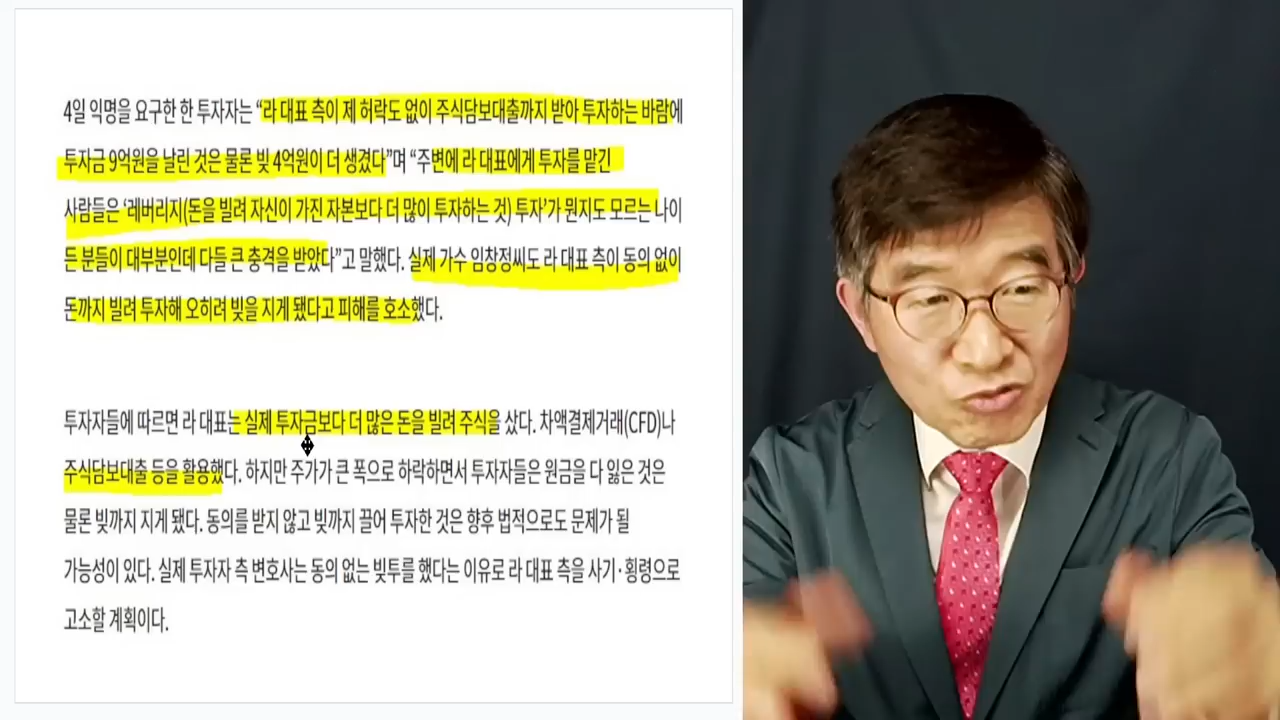 4일 익명을 요구한 한 투자자는 “라 대표 측이 제 허락도 없이 주식담보대출까지 받아 투자하는 바람에
투자금 9억원을 날린 것은 물론 빚 4억원이 더 생겼다”며 “주변에 라 대표에게 투자를 맡긴
사람들은 ‘레버리지(돈을 빌려 자신이 가진 자본보다 더 많이 투자하는 것) 투자’가 뭔지도 모르는 나이
든 분들이 대부분인데 다들 큰 충격을 받았다”고 말했다. 실제 가수 임창정씨도 라 대표 측이 동의 없이
돈까지 빌려 투자해 오히려 빚을 지게 됐다고 피해를 호소했다.
투자자들에 따르면 라 대표는 실제 투자금보다 더 많은 돈을 빌려 주식을 샀다. 차액결제거래(CFD)나
주식담보대출 등을 활용했다. 하지만 주가가 큰 폭으로 하락하면서 투자자들은 원금을 다 잃은 것은
물론 빚까지 지게 됐다. 동의를 받지 않고 빚까지 끌어 투자한 것은 향후 법적으로도 문제가 될
가능성이 있다. 실제 투자자 측 변호사는 동의 없는 빚투를 했다는 이유로 라 대표 측을 사기·횡령으로
고소할 계획이다.